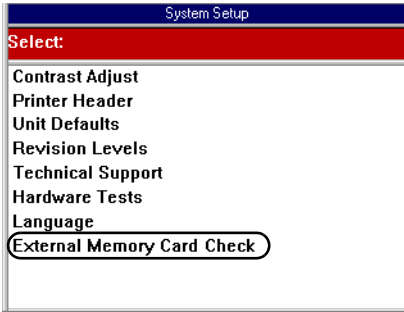 System Setup
Select:
Contrast Adjust
Printer Header
Unit Defaults
Revision Levels
Technical Support
Hardware Tests
Language
External Memory Card Check